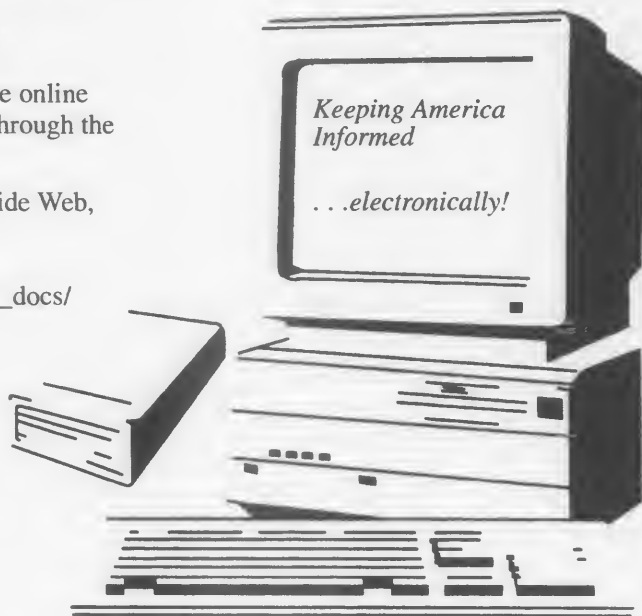 e online
hrough the
ide Web,
_docs/
Keeping America
Informed
. . .electronically!